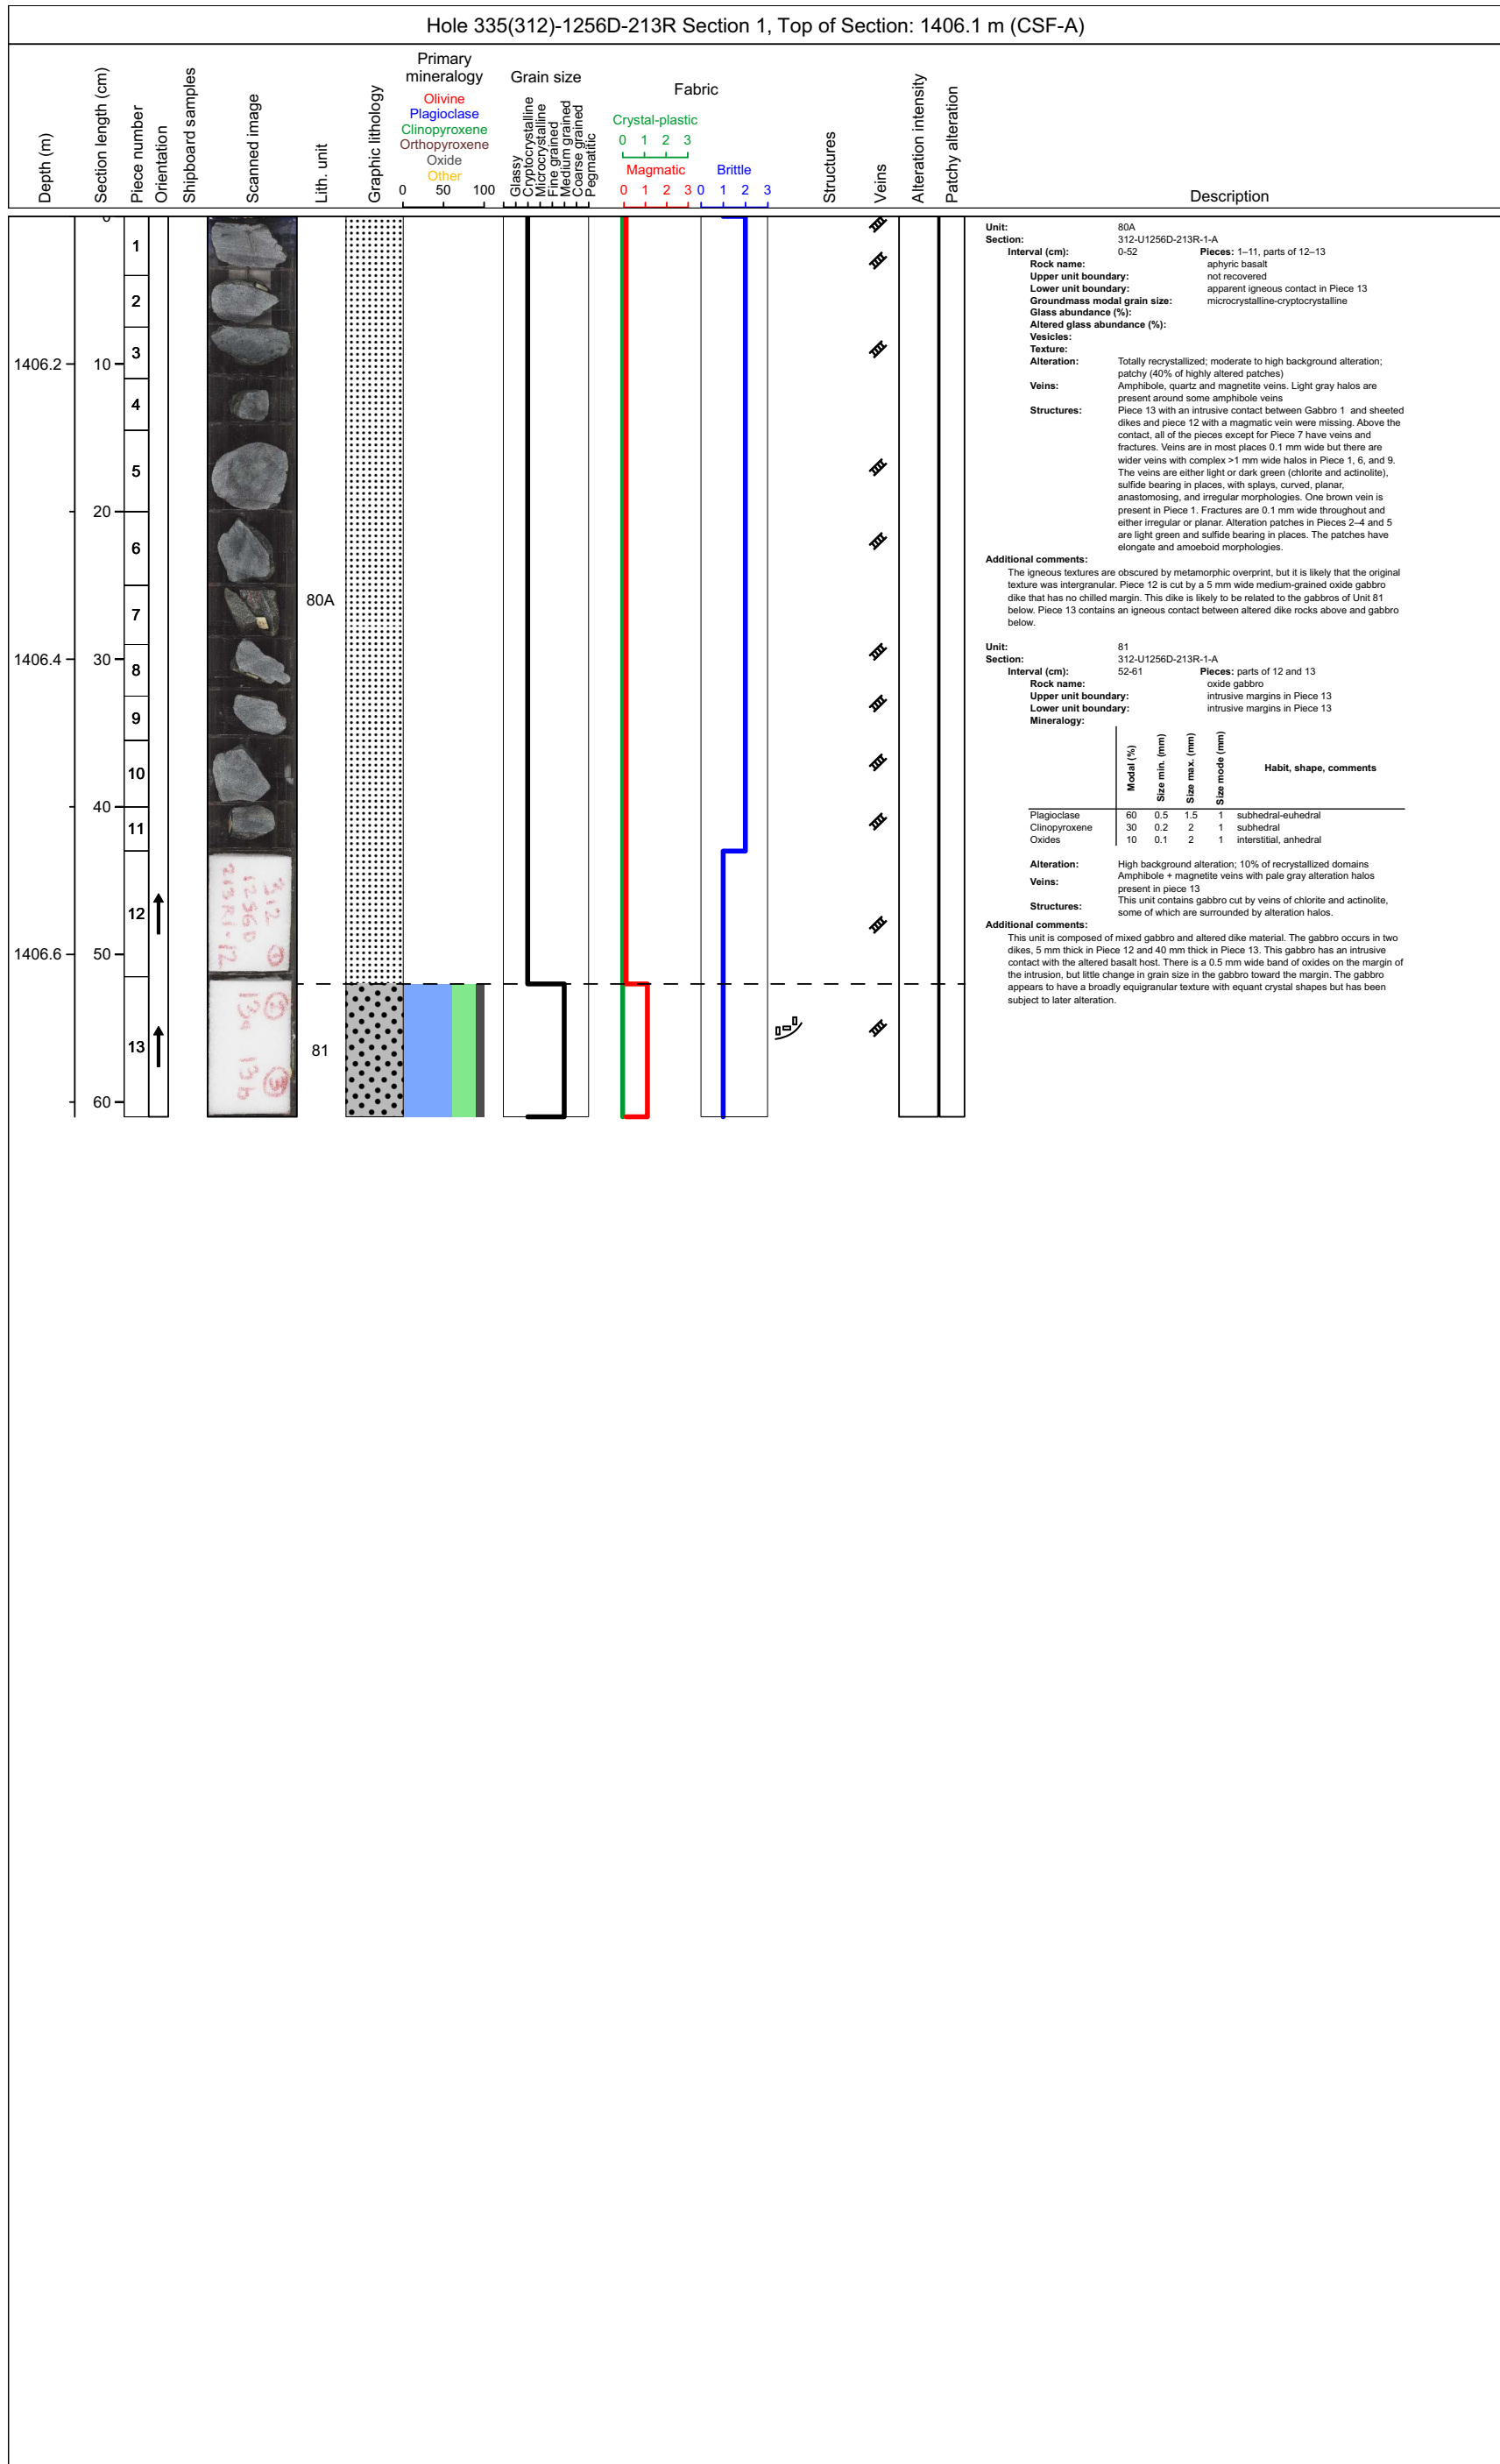 Hole 335(312)-1256D-213R Section 1, Top of Section: 1406.1 m (CSF-A)
Depth (m)
Section length (cm)
Piece number
Orientation
Shipboard samples
Scanned image
Lith. unit
Graphic lithology
Primary
mineralogy
Olivine
Plagioclase
Clinopyroxene
Orthopyroxene
Oxide
Other
0 50 100
Grain size
Glassy
Cryptocrystalline
Microcrystalline
Fine grained
Medium grained
Coarse grained
Pegmatitic
Fabric
Crystal-plastic
0 1 2 3
Magmatic
0 1 2 3
Brittle
0 1 2 3
Structures
Veins
Alteration intensity
Patchy alteration
Description
0
1
2
3
1406.2
10
4
5
20
6
7
80A
8
1406.4
30
9
10
40
11
312
1256D
213R1-12
12
1406.6
50
13a
13b
13
81
60
Unit: 80A
Section: 312-U1256D-213R-1-A
Interval (cm): 0-52 Pieces: 1–11, parts of 12–13
Rock name: aphyric basalt
Upper unit boundary: not recovered
Lower unit boundary: apparent igneous contact in Piece 13
Groundmass modal grain size: microcrystalline-cryptocrystalline
Glass abundance (%):
Altered glass abundance (%):
Vesicles:
Texture:
Alteration: Totally recrystallized; moderate to high background alteration;
patchy (40% of highly altered patches)
Veins: Amphibole, quartz and magnetite veins. Light gray halos are
present around some amphibole veins
Structures: Piece 13 with an intrusive contact between Gabbro 1 and sheeted
dikes and piece 12 with a magmatic vein were missing. Above the
contact, all of the pieces except for Piece 7 have veins and
fractures. Veins are in most places 0.1 mm wide but there are
wider veins with complex >1 mm wide halos in Piece 1, 6, and 9.
The veins are either light or dark green (chlorite and actinolite),
sulfide bearing in places, with splays, curved, planar,
anastomosing, and irregular morphologies. One brown vein is
present in Piece 1. Fractures are 0.1 mm wide throughout and
either irregular or planar. Alteration patches in Pieces 2–4 and 5
are light green and sulfide bearing in places. The patches have
elongate and amoeboid morphologies.
Additional comments:
The igneous textures are obscured by metamorphic overprint, but it is likely that the original
texture was intergranular. Piece 12 is cut by a 5 mm wide medium-grained oxide gabbro
dike that has no chilled margin. This dike is likely to be related to the gabbros of Unit 81
below. Piece 13 contains an igneous contact between altered dike rocks above and gabbro
below.
Unit: 81
Section: 312-U1256D-213R-1-A
Interval (cm): 52-61 Pieces: parts of 12 and 13
Rock name: oxide gabbro
Upper unit boundary: intrusive margins in Piece 13
Lower unit boundary: intrusive margins in Piece 13
Mineralogy:
Modal (%) Size min. (mm) Size max. (mm) Size mode (mm) Habit, shape, comments
Plagioclase 60 0.5 1.5 1 subhedral-euhedral
Clinopyroxene 30 0.2 2 1 subhedral
Oxides 10 0.1 2 1 interstitial, anhedral
Alteration: High background alteration; 10% of recrystallized domains
Veins: Amphibole + magnetite veins with pale gray alteration halos
present in piece 13
Structures: This unit contains gabbro cut by veins of chlorite and actinolite,
some of which are surrounded by alteration halos.
Additional comments:
This unit is composed of mixed gabbro and altered dike material. The gabbro occurs in two
dikes, 5 mm thick in Piece 12 and 40 mm thick in Piece 13. This gabbro has an intrusive
contact with the altered basalt host. There is a 0.5 mm wide band of oxides on the margin of
the intrusion, but little change in grain size in the gabbro toward the margin. The gabbro
appears to have a broadly equigranular texture with equant crystal shapes but has been
subject to later alteration.